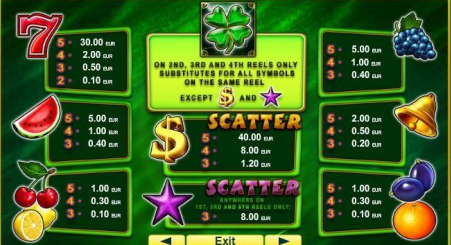 5 - 30.00 EUR
4 - 2.00 EUR
3 - 0.50 EUR
2 - 0.10 EUR
ON 2ND, 3RD AND 4TH REELS ONLY
SUBSTITUTES FOR ALL SYMBOLS
ON THE SAME REEL
EXCEPT $ AND
5 - 5.00 EUR
4 - 1.00 EUR
3 - 0.40 EUR
5 - 5.00 EUR
4 - 1.00 EUR
3 - 0.40 EUR
$
SCATTER
5 - 40.00 EUR
4 - 8.00 EUR
3 - 1.20 EUR
5 - 2.00 EUR
4 - 0.50 EUR
3 - 0.20 EUR
5 - 1.00 EUR
4 - 0.30 EUR
3 - 0.10 EUR
SCATTER
ANYWHERE ON
1ST, 3RD AND 5TH REELS ONLY:
3 - 8.00 EUR
5 - 1.00 EUR
4 - 0.30 EUR
3 - 0.10 EUR
Exit